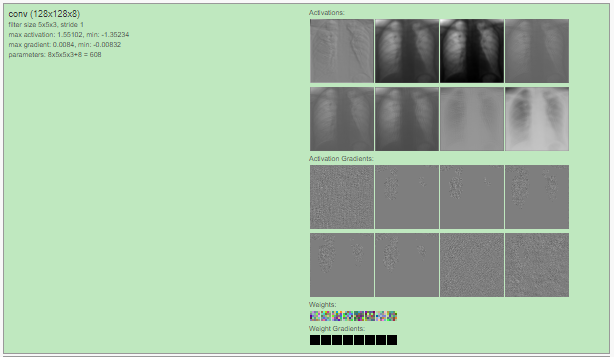 conv (128x128x8)
filter size 5x5x3, stride 1
max activation: 1.55102, min: -1.35234
max gradient: 0.0084, min: -0.00832
parameters: 8x5x5x3+8 = 608
Activations:
Activation Gradients:
Weights:
Weight Gradients: